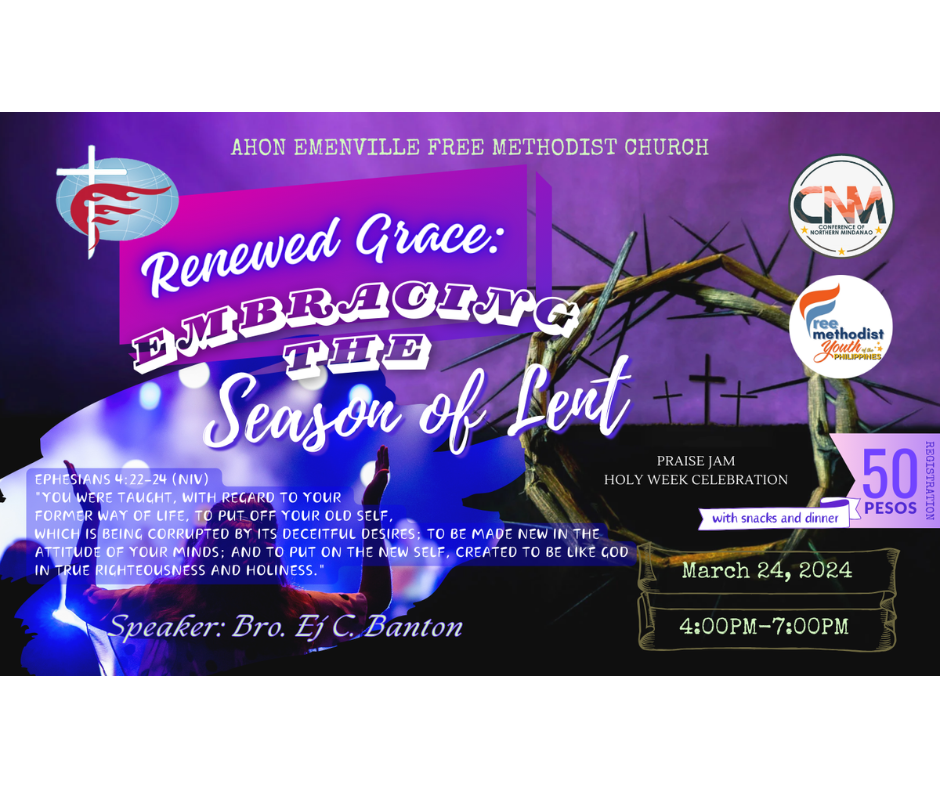 AHON EMENVILLE FREE METHODIST CHURCH
Renewed Grace:
EMBRACING
THE
Season of Lent
CNM
CONFERENCE OF
NORTHERN MINDANAO
Free
methodist
Youth of the
PHILIPPINES
EPHESIANS 4:22-24 (NIV)
"YOU WERE TAUGHT, WITH REGARD TO YOUR
FORMER WAY OF LIFE, TO PUT OFF YOUR OLD SELF,
WHICH IS BEING CORRUPTED BY ITS DECEITFUL DESIRES; TO BE MADE NEW IN THE
ATTITUDE OF YOUR MINDS; AND TO PUT ON THE NEW SELF, CREATED TO BE LIKE GOD
IN TRUE RIGHTEOUSNESS AND HOLINESS."
Speaker: Bro. Ej C. Banton
PRAISE JAM
HOLY WEEK CELEBRATION
50
PESOS
REGISTRATION
with snacks and dinner
March 24, 2024
4:00PM-7:00PM